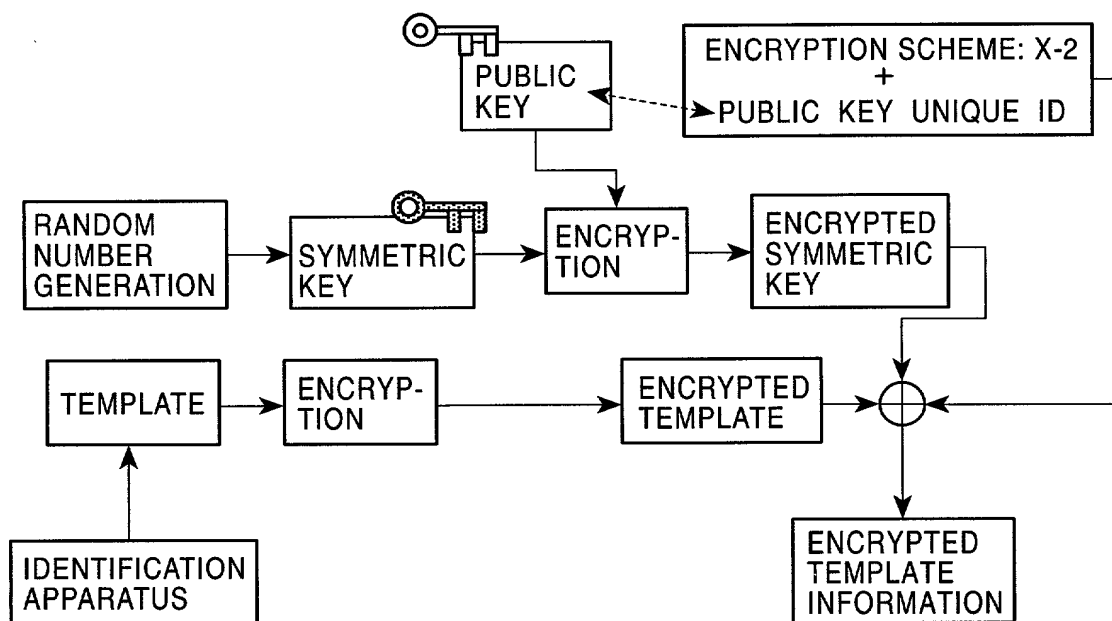 PUBLIC
KEY
ENCRYPTION SCHEME: X-2
+
PUBLIC KEY UNIQUE ID
RANDOM
NUMBER
GENERATION
SYMMETRIC
KEY
ENCRYP-
TION
ENCRYPTED
SYMMETRIC
KEY
TEMPLATE
ENCRYP-
TION
ENCRYPTED
TEMPLATE
IDENTIFICATION
APPARATUS
ENCRYPTED
TEMPLATE
INFORMATION